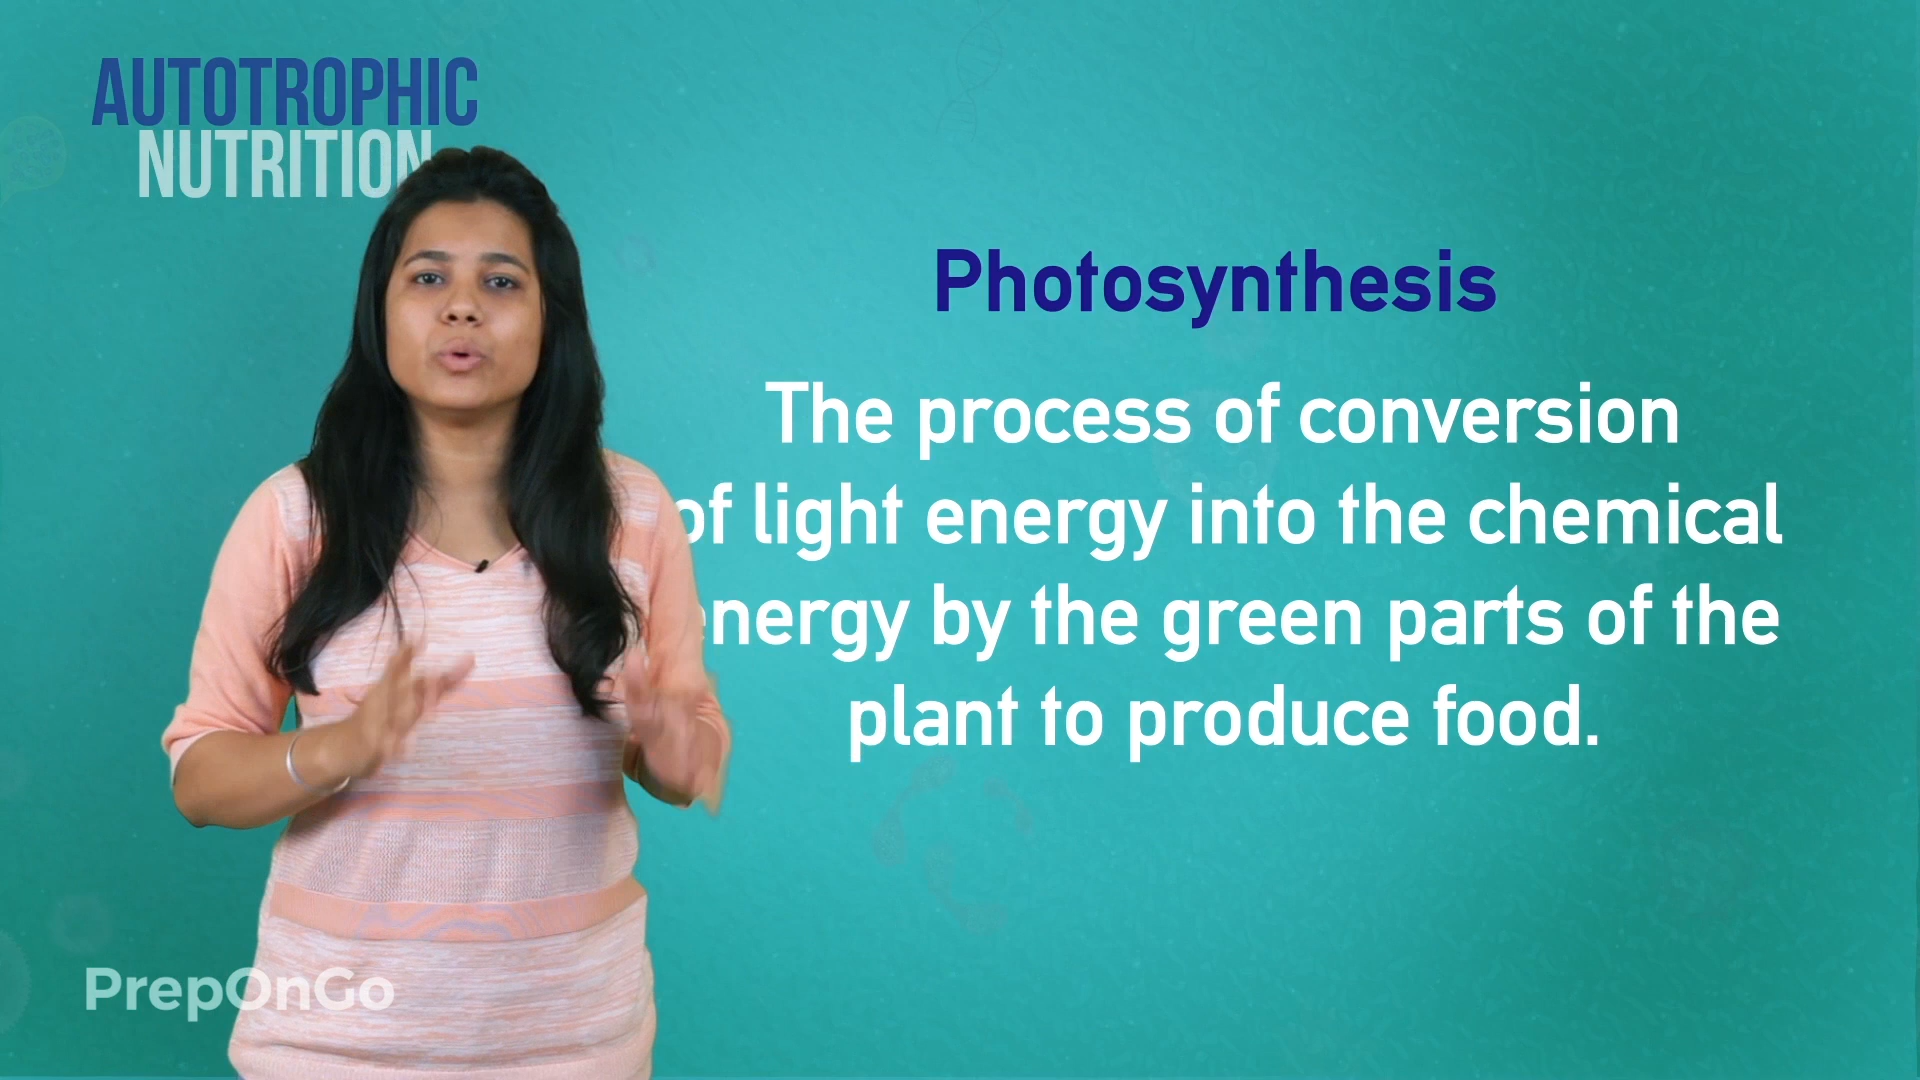 AUTOTROPHIC
NUTRITION
Photosynthesis
The process of conversion
of light energy into the chemical
energy by the green parts of the
plant to produce food.
PrepOnGo